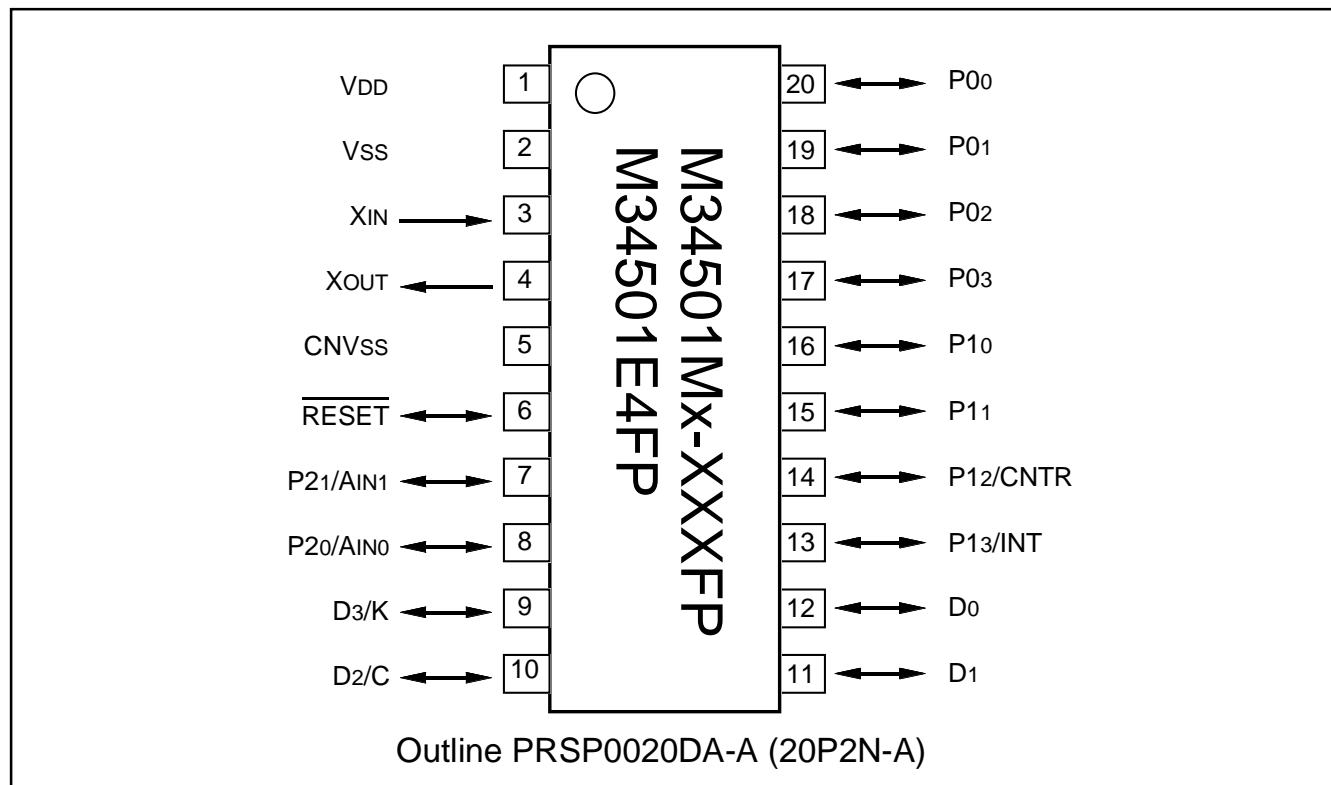 VDD 1 20 P00
VSS 2 19 P01
XIN 3 18 P02
XOUT 4 17 P03
CNVSS 5 16 P10
RESET 6 15 P11
P21/AIN1 7 14 P12/CNTR
P20/AIN0 8 13 P13/INT
D3/K 9 12 D0
D2/C 10 11 D1
M34501Mx-XXXFP
M34501E4FP
Outline PRSP0020DA-A (20P2N-A)